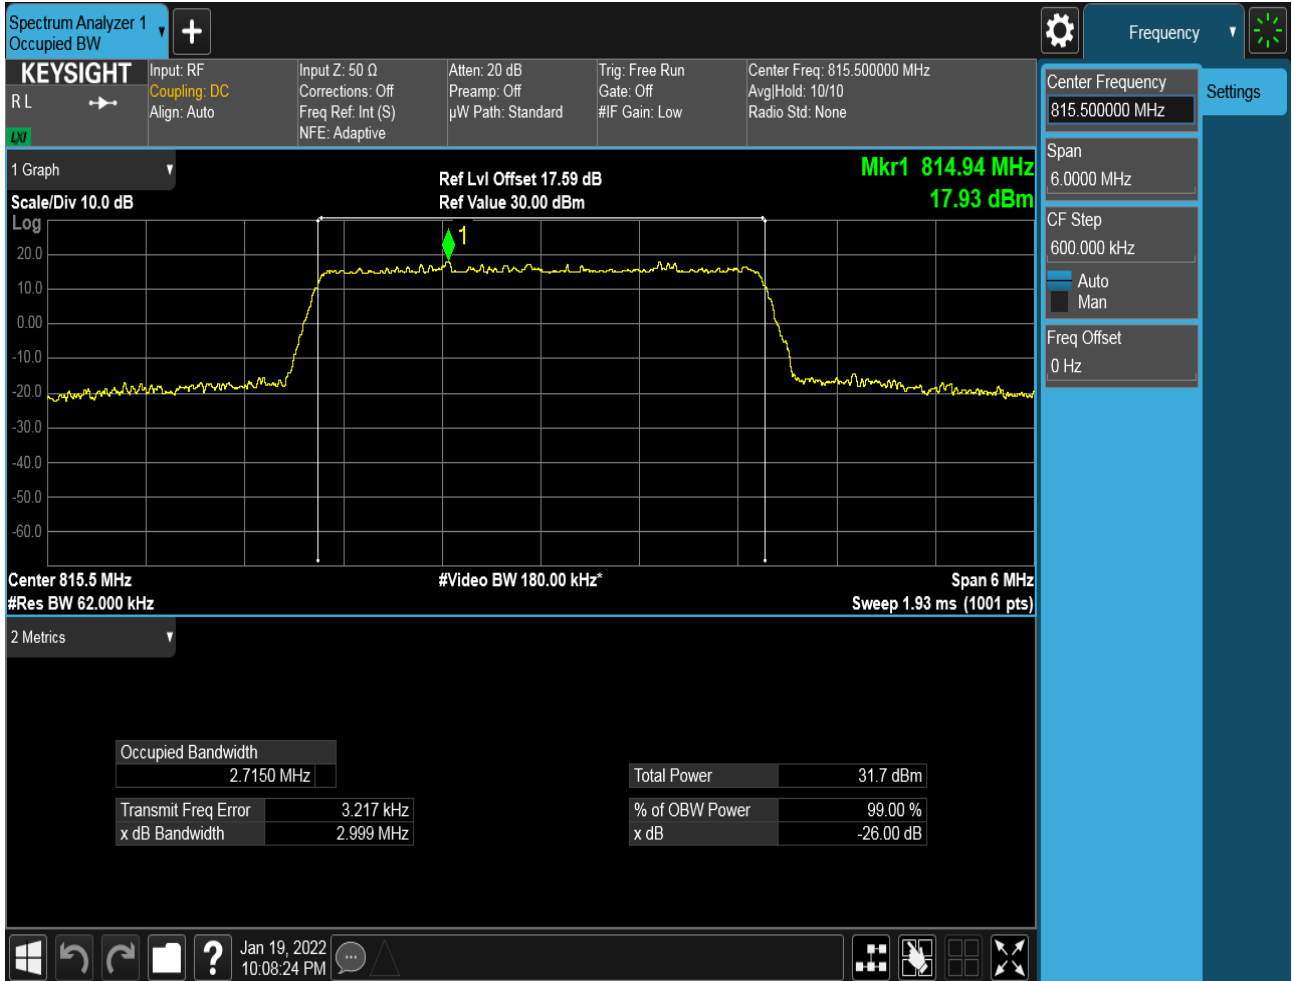 Spectrum Analyzer 1
Occupied BW
Frequency
KEYSIGHT
R L
LXI
Input: RF
Coupling: DC
Align: Auto
Input Z: 50 Ω
Corrections: Off
Freq Ref: Int (S)
NFE: Adaptive
Atten: 20 dB
Preamp: Off
µW Path: Standard
Trig: Free Run
Gate: Off
#IF Gain: Low
Center Freq: 815.500000 MHz
Avg|Hold: 10/10
Radio Std: None
Center Frequency
815.500000 MHz
Settings
Span
6.0000 MHz
CF Step
600.000 kHz
Auto
Man
Freq Offset
0 Hz
1 Graph
Ref Lvl Offset 17.59 dB
Mkr1 814.94 MHz
Scale/Div 10.0 dB
Ref Value 30.00 dBm
17.93 dBm
Log
1
20.0
10.0
0.00
-10.0
-20.0
-30.0
-40.0
-50.0
-60.0
Center 815.5 MHz
#Video BW 180.00 kHz*
Span 6 MHz
#Res BW 62.000 kHz
Sweep 1.93 ms (1001 pts)
2 Metrics
Occupied Bandwidth
2.7150 MHz
Total Power 31.7 dBm
Transmit Freq Error 3.217 kHz
% of OBW Power 99.00 %
x dB Bandwidth 2.999 MHz
x dB -26.00 dB
?
Jan 19, 2022
10:08:24 PM